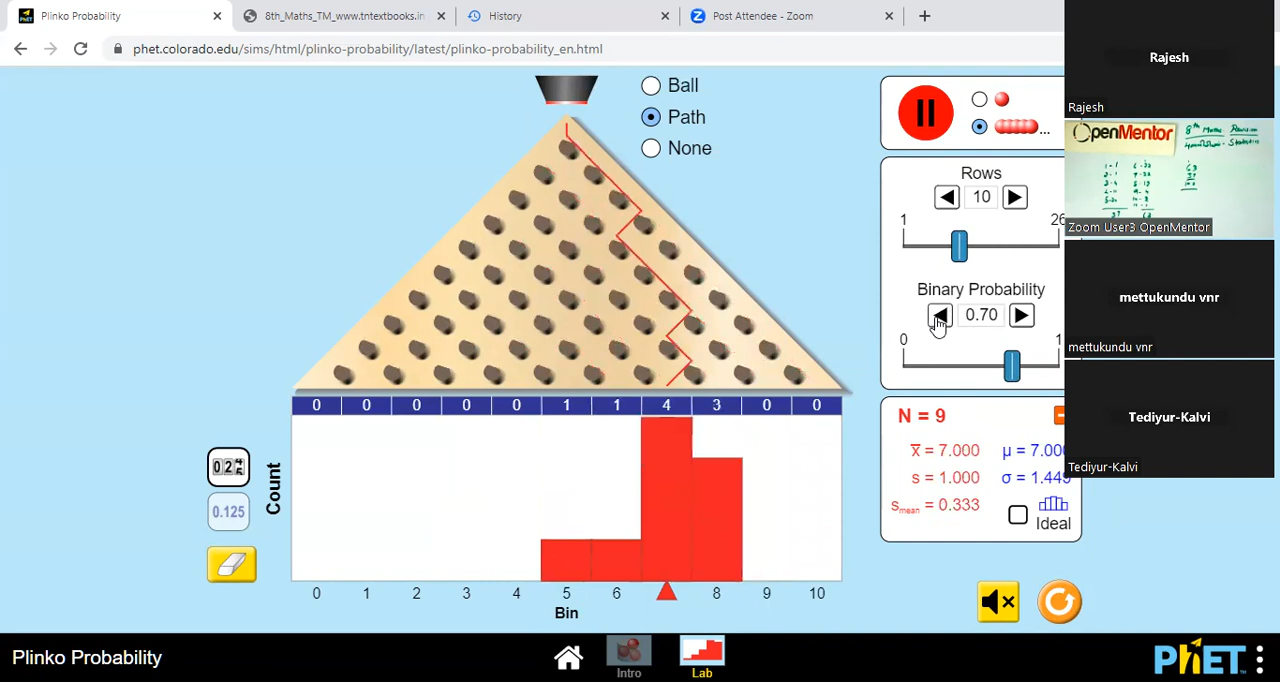 Plinko Probability
8th_Maths_TM_www.tntextbooks.in
History
Post Attendee - Zoom
phet.colorado.edu/sims/html/plinko-probability/latest/plinko-probability_en.html
Ball
Path
None
...
Rows
10
1
26
Binary Probability
0.70
0
1
0 0 0 0 0 1 1 4 3 0 0
Count
0.125
0 1 2 3 4 5 6 8 9 10
Bin
N = 9
x̅ = 7.000
μ = 7.000
s = 1.000
σ = 1.449
s mean = 0.333
Ideal
Plinko Probability
Intro
Lab
PhET
Rajesh
Rajesh
OpenMentor
8th Maths Revision
Zoom User3 OpenMentor
mettukundu vnr
mettukundu vnr
Tediyur-Kalvi
Tediyur-Kalvi